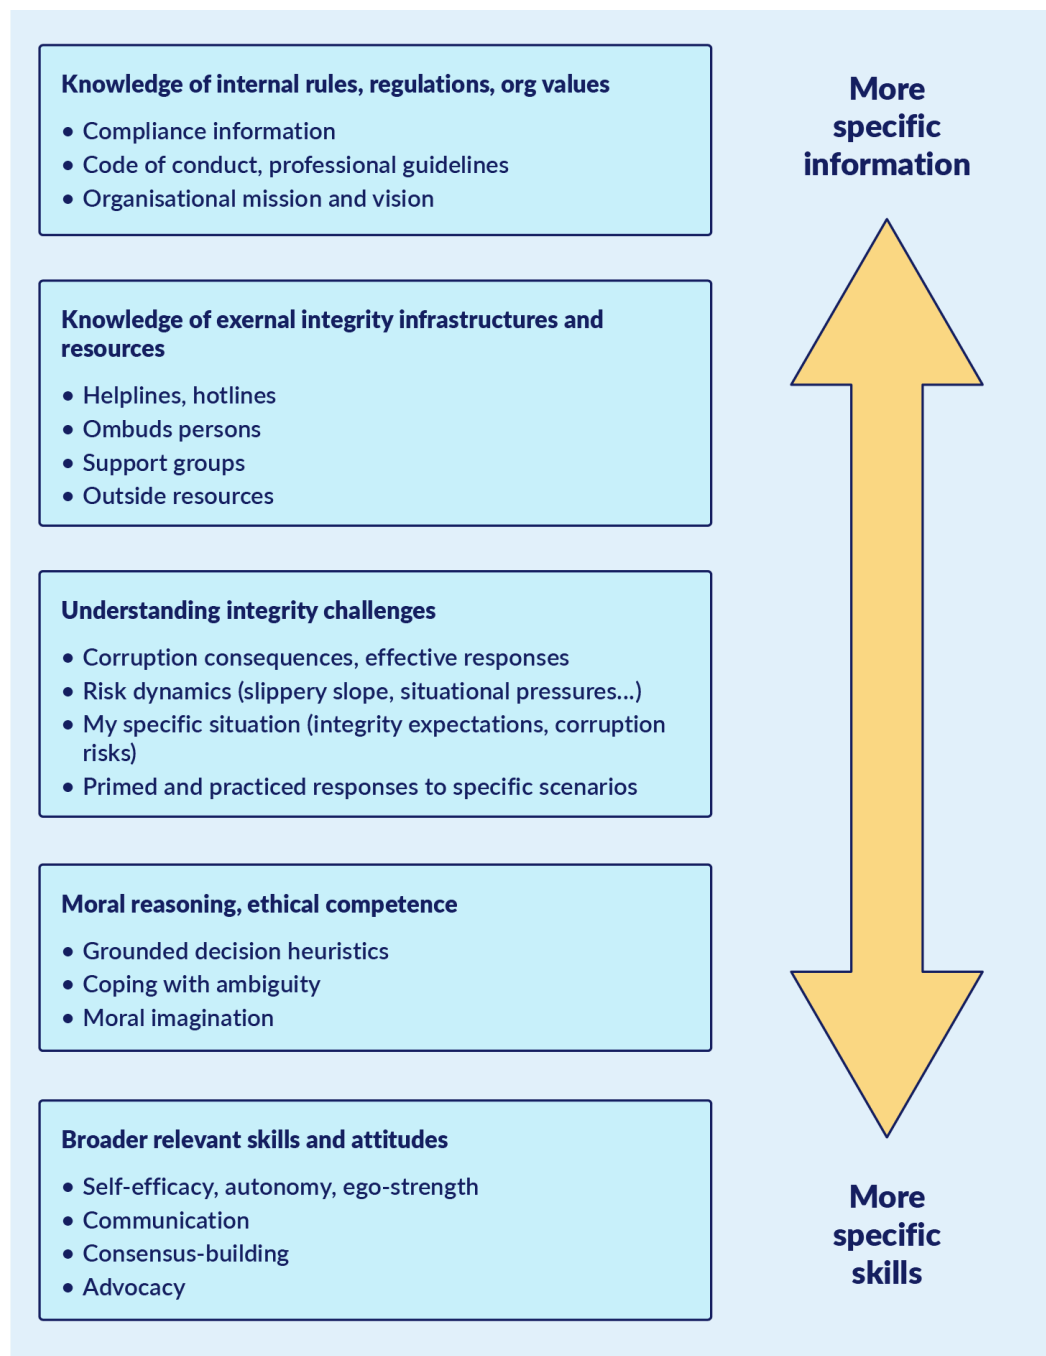 Knowledge of internal rules, regulations, org values
• Compliance information
• Code of conduct, professional guidelines
• Organisational mission and vision
Knowledge of exernal integrity infrastructures and
resources
• Helplines, hotlines
• Ombuds persons
• Support groups
• Outside resources
Understanding integrity challenges
• Corruption consequences, effective responses
• Risk dynamics (slippery slope, situational pressures...)
• My specific situation (integrity expectations, corruption
risks)
• Primed and practiced responses to specific scenarios
Moral reasoning, ethical competence
• Grounded decision heuristics
• Coping with ambiguity
• Moral imagination
Broader relevant skills and attitudes
• Self-efficacy, autonomy, ego-strength
• Communication
• Consensus-building
• Advocacy
More
specific
information
More
specific
skills